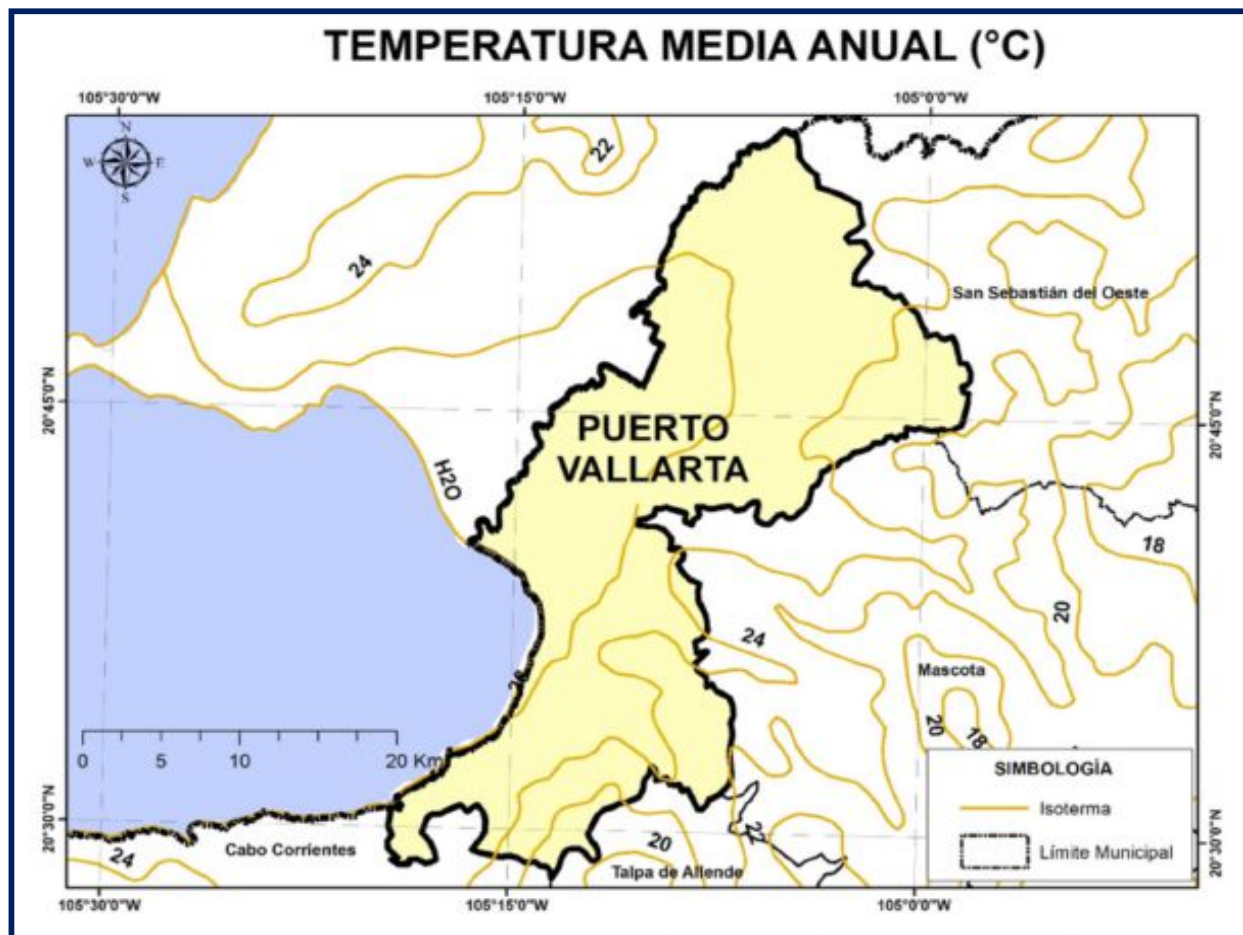 TEMPERATURA MEDIA ANUAL (°C)
105°30'0"W
105°15'0"W
105°0'0"W
N
W
E
S
22
24
San Sebastián del Oeste
20°45'0"N
20°45'0"N
PUERTO
VALLARTA
H2O
18
20
24
Mascota
26
20
18
0
5
10
20 Km
SIMBOLOGÌA
Isoterma
Límite Municipal
20°30'0"N
20°30'0"N
22
20
24
Cabo Corrientes
Talpa de Allende
105°30'0"W
105°15'0"W
105°0'0"W